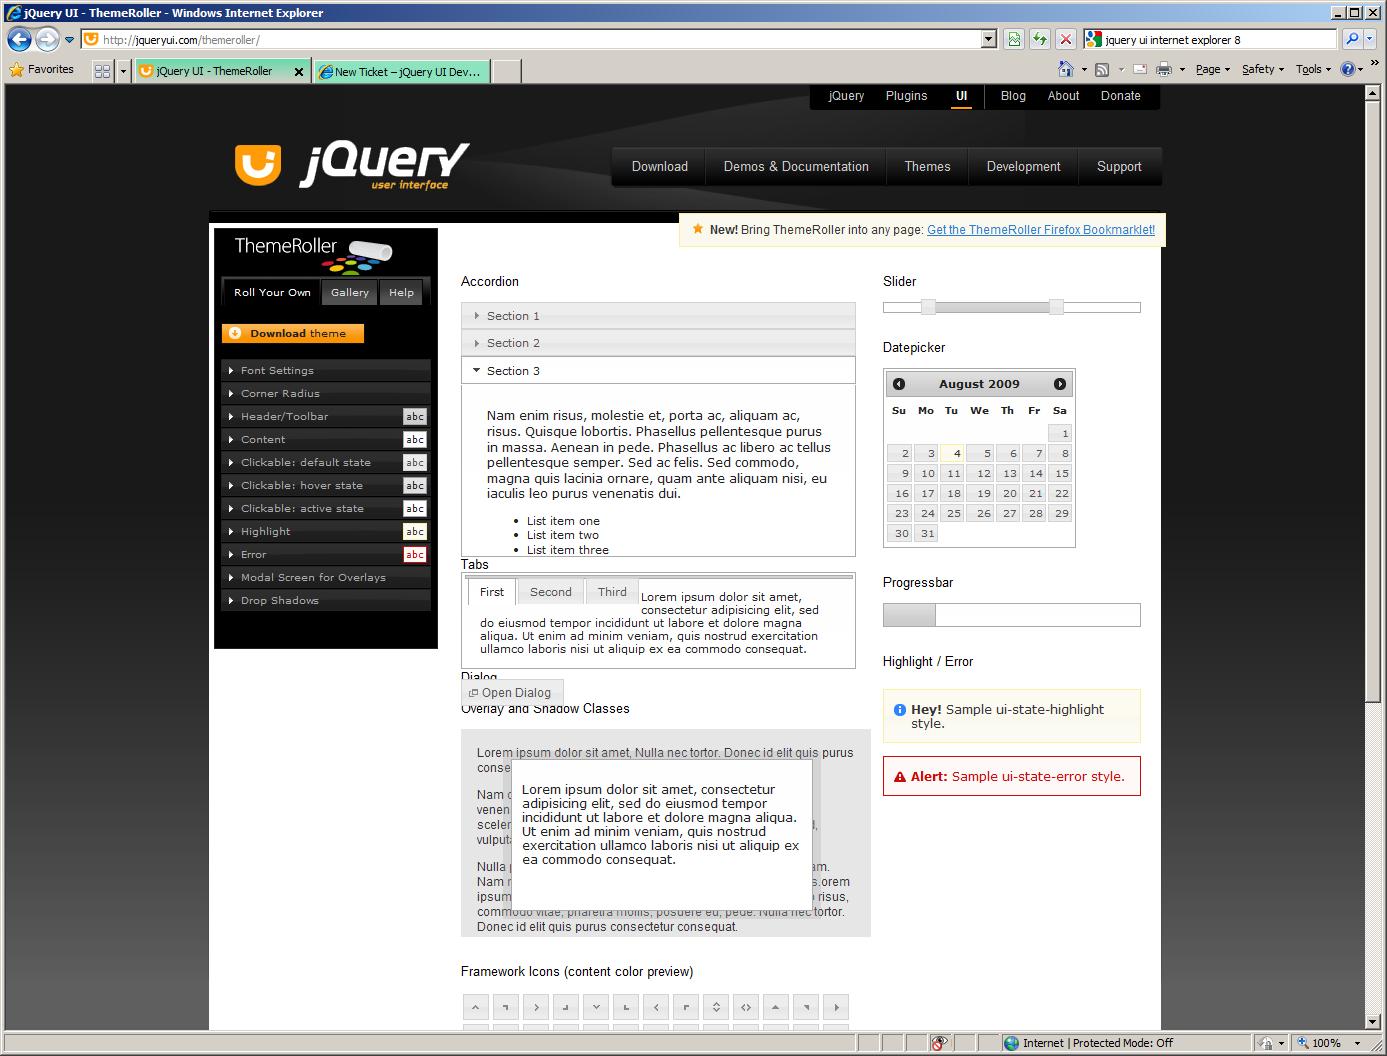 jQuery UI - ThemeRoller - Windows Internet Explorer
http://jqueryui.com/themeroller/
jquery ui internet explorer 8
Favorites
jQuery UI - ThemeRoller
New Ticket – jQuery UI Dev...
Page
Safety
Tools
jQuery
Plugins
UI
Blog
About
Donate
jQuery
user interface
Download
Demos & Documentation
Themes
Development
Support
New! Bring ThemeRoller into any page: Get the ThemeRoller Firefox Bookmarklet!
ThemeRoller
Roll Your Own
Gallery
Help
Download theme
Font Settings
Corner Radius
Header/Toolbar abc
Content abc
Clickable: default state abc
Clickable: hover state abc
Clickable: active state abc
Highlight abc
Error abc
Modal Screen for Overlays
Drop Shadows
Accordion
Section 1
Section 2
Section 3
Nam enim risus, molestie et, porta ac, aliquam ac,
risus. Quisque lobortis. Phasellus pellentesque purus
in massa. Aenean in pede. Phasellus ac libero ac tellus
pellentesque semper. Sed ac felis. Sed commodo,
magna quis lacinia ornare, quam ante aliquam nisi, eu
iaculis leo purus venenatis dui.
• List item one
• List item two
• List item three
Tabs
First
Second
Third
Lorem ipsum dolor sit amet,
consectetur adipisicing elit, sed
do eiusmod tempor incididunt ut labore et dolore magna
aliqua. Ut enim ad minim veniam, quis nostrud exercitation
ullamco laboris nisi ut aliquip ex ea commodo consequat.
Dialog
Open Dialog
Overlay and Shadow Classes
Lorem ipsum dolor sit amet, Nulla nec tortor. Donec id elit quis purus
conse
Nam
venen
sceler
vulput
Nulla
am.
Nam
orem
ipsum
risus,
commodo vitae, pharetra mollis, posuere eu, pede. Nulla nec tortor.
Donec id elit quis purus consectetur consequat.
Lorem ipsum dolor sit amet, consectetur
adipisicing elit, sed do eiusmod tempor
incididunt ut labore et dolore magna aliqua.
Ut enim ad minim veniam, quis nostrud
exercitation ullamco laboris nisi ut aliquip ex
ea commodo consequat.
Framework Icons (content color preview)
Slider
Datepicker
August 2009
Su Mo Tu We Th Fr Sa
1
2 3 4 5 6 7 8
9 10 11 12 13 14 15
16 17 18 19 20 21 22
23 24 25 26 27 28 29
30 31
Progressbar
Highlight / Error
Hey! Sample ui-state-highlight
style.
Alert: Sample ui-state-error style.
Internet | Protected Mode: Off
100%